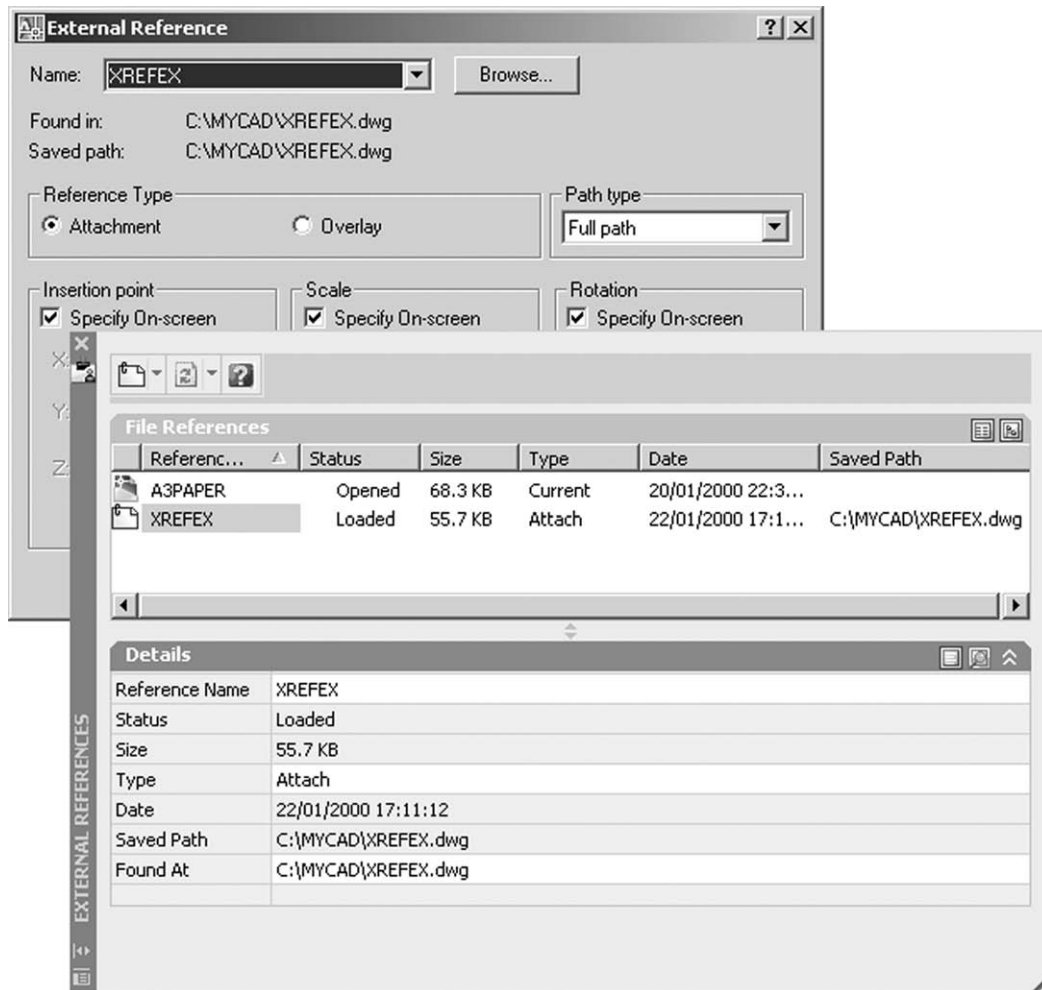 External Reference
Name: XREFEX Browse...
Found in: C:\MYCAD\XREFEX.dwg
Saved path: C:\MYCAD\XREFEX.dwg
Reference Type Path type
Attachment Overlay Full path
Insertion point Scale Rotation
Specify On-screen Specify On-screen Specify On-screen
X:
Y:
Z:
File References
Referenc... Status Size Type Date Saved Path
A3PAPER Opened 68.3 KB Current 20/01/2000 22:3...
XREFEX Loaded 55.7 KB Attach 22/01/2000 17:1... C:\MYCAD\XREFEX.dwg
Details
Reference Name XREFEX
Status Loaded
Size 55.7 KB
Type Attach
Date 22/01/2000 17:11:12
Saved Path C:\MYCAD\XREFEX.dwg
Found At C:\MYCAD\XREFEX.dwg
EXTERNAL REFERENCES